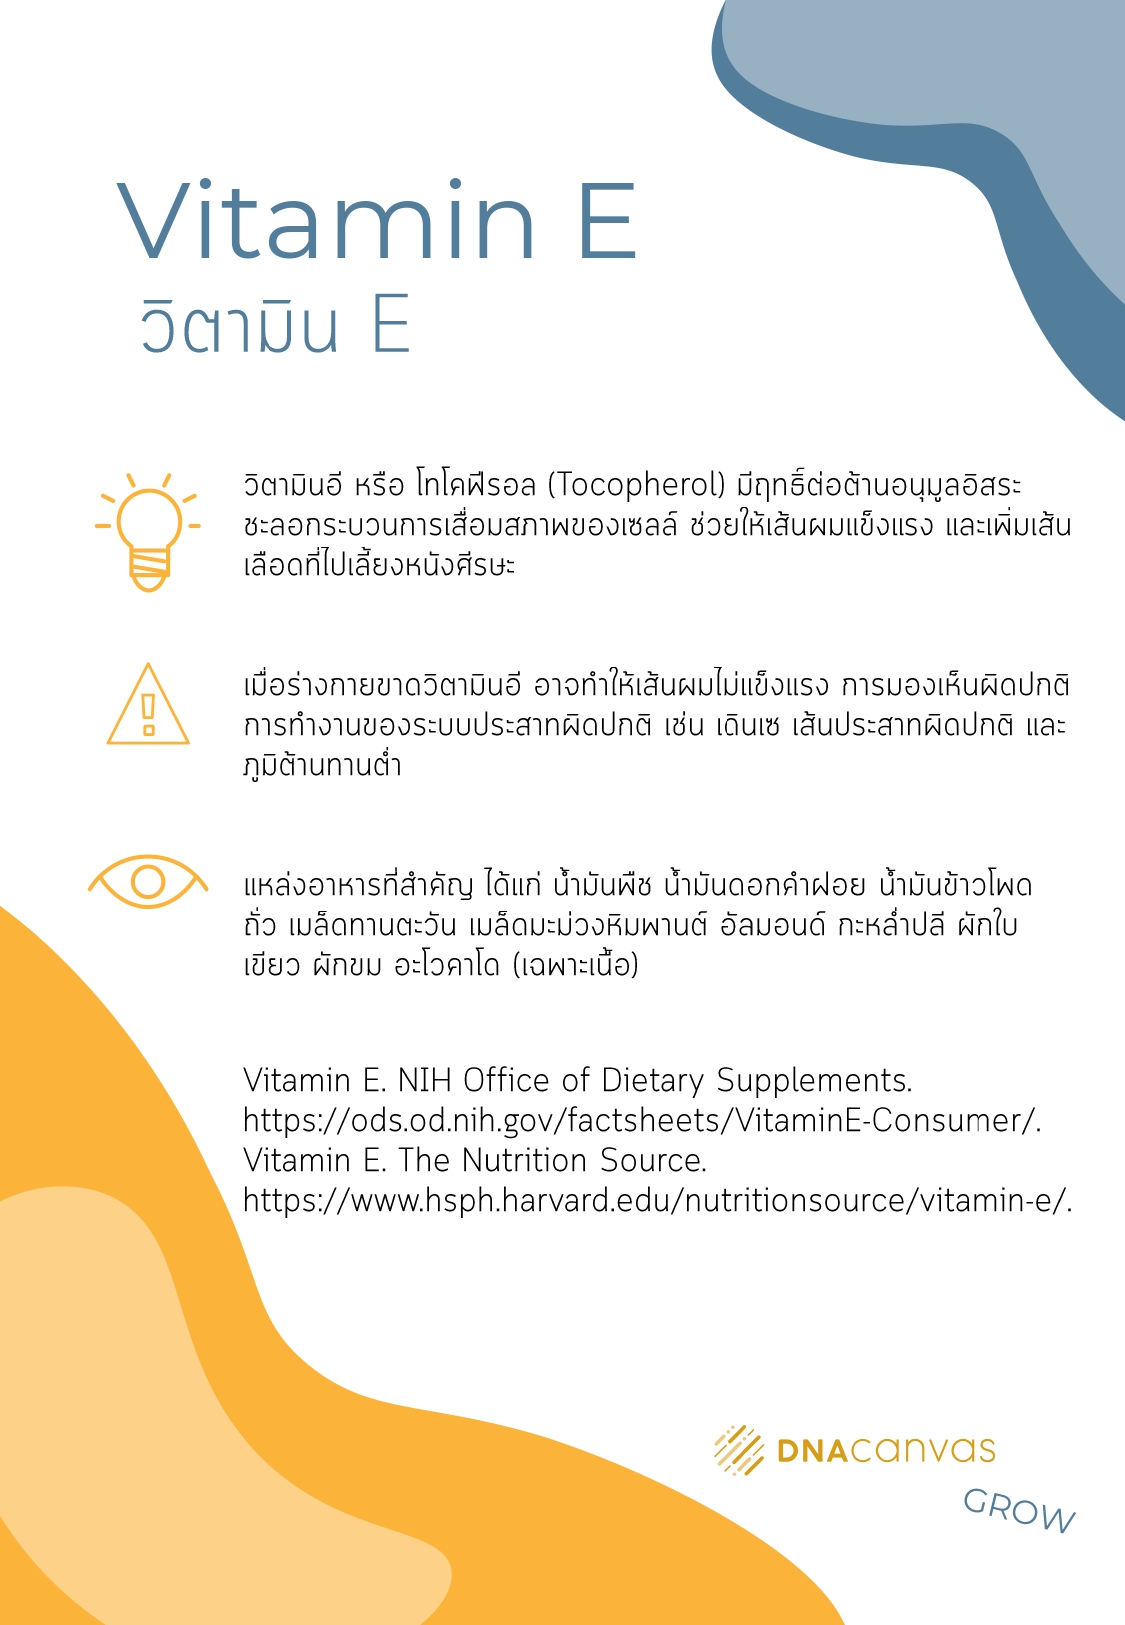 Vitamin E
วิตามิน E
วิตามินอี หรือ โทโคฟีรอล (Tocopherol) มีฤทธิ์ต่อต้านอนุมูลอิสระ
ชะลอกระบวนการเสื่อมสภาพของเซลล์ ช่วยให้เส้นผมแข็งแรง และเพิ่มเส้น
เลือดที่ไปเลี้ยงหนังศีรษะ
เมื่อร่างกายขาดวิตามินอี อาจทำให้เส้นผมไม่แข็งแรง การมองเห็นผิดปกติ
การทำงานของระบบประสาทผิดปกติ เช่น เดินเซ เส้นประสาทผิดปกติ และ
ภูมิต้านทานต่ำ
แหล่งอาหารที่สำคัญ ได้แก่ น้ำมันพืช น้ำมันดอกคำฝอย น้ำมันข้าวโพด
ถั่ว เมล็ดทานตะวัน เมล็ดมะม่วงหิมพานต์ อัลมอนด์ กะหล่ำปลี ผักใบ
เขียว ผักขม อะโวคาโด (เฉพาะเนื้อ)
Vitamin E. NIH Office of Dietary Supplements.
https://ods.od.nih.gov/factsheets/VitaminE-Consumer/.
Vitamin E. The Nutrition Source.
https://www.hsph.harvard.edu/nutritionsource/vitamin-e/.
DNAcanvas
GROW